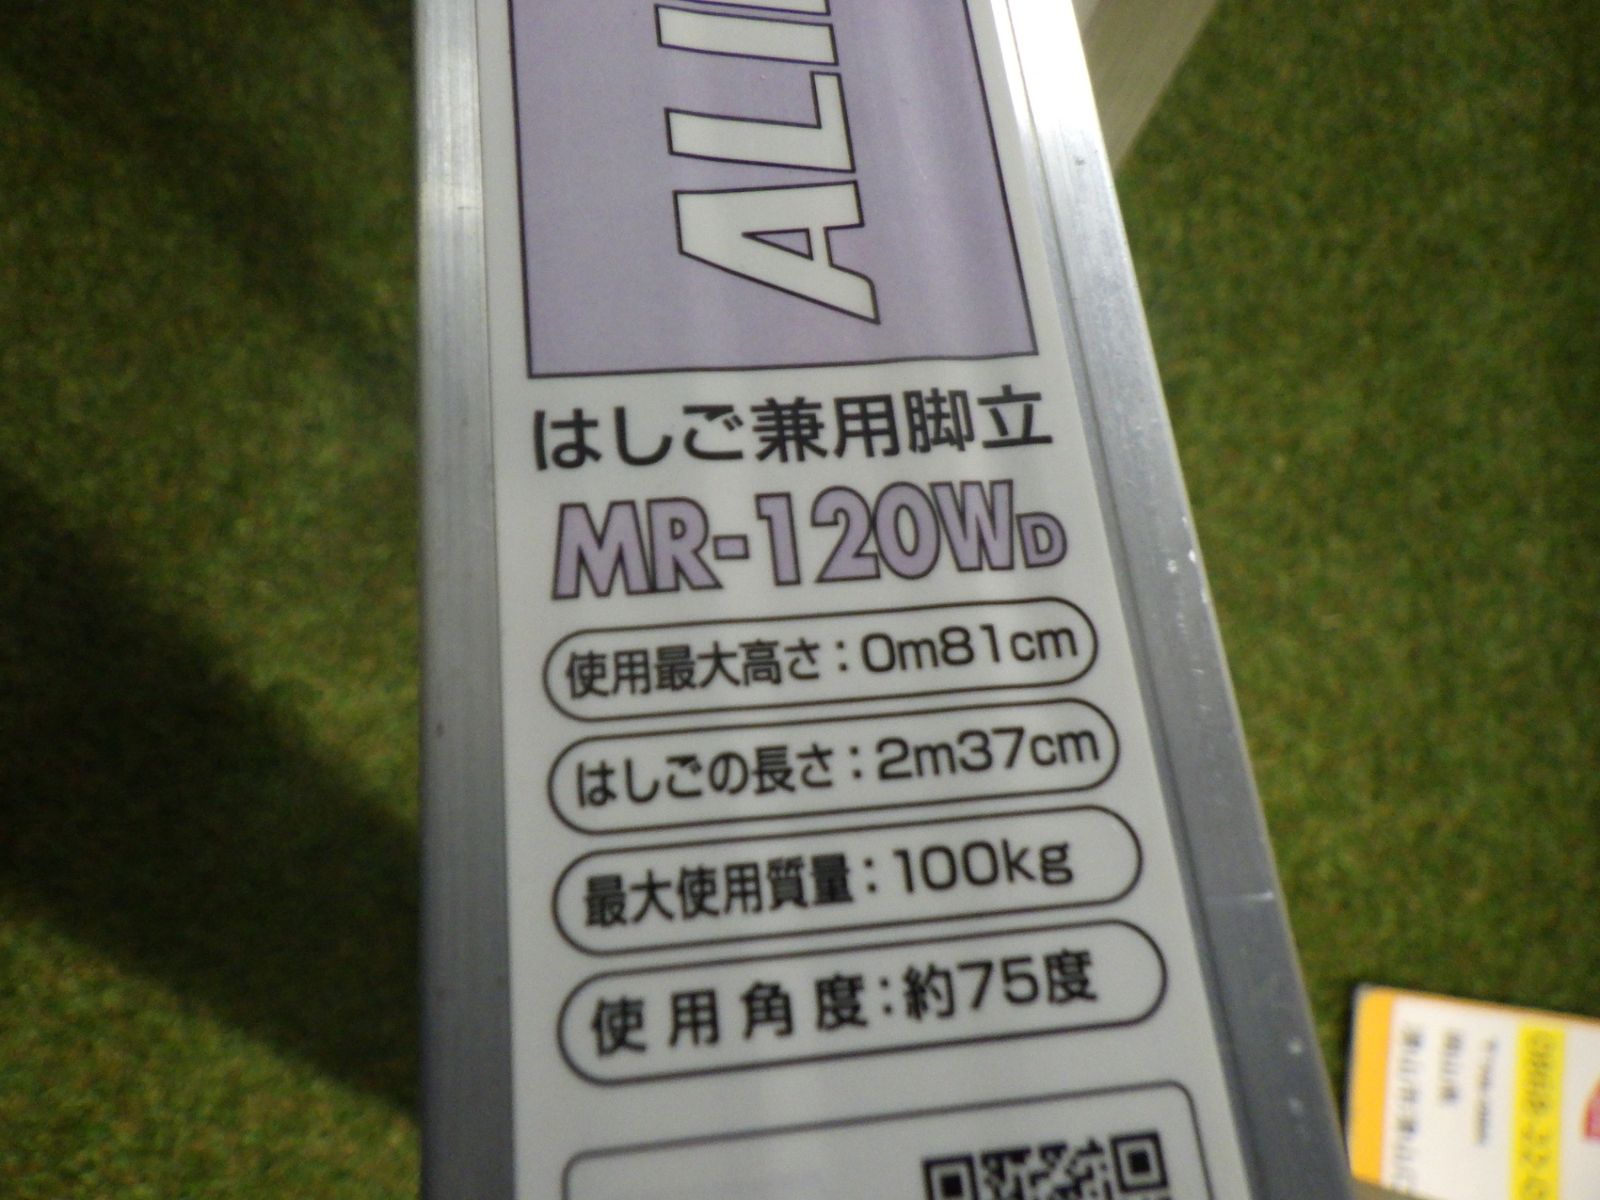 ALI
はしご兼用脚立
MR-120WD
使用最大高さ:0m81cm
はしごの長さ:2m37cm
最大使用質量:100kg
使用角度:約75度